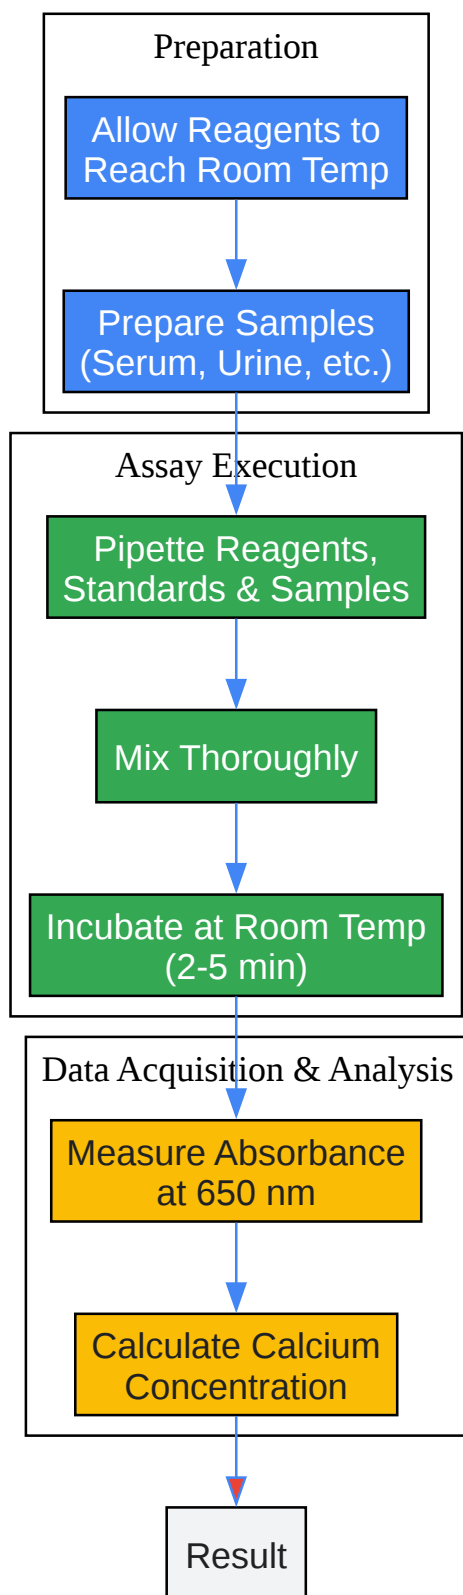 Preparation
Allow Reagents to
Reach Room Temp
Prepare Samples
(Serum, Urine, etc.)
Assay Execution
Pipette Reagents,
Standards & Samples
Mix Thoroughly
Incubate at Room Temp
(2-5 min)
Data Acquisition & Analysis
Measure Absorbance
at 650 nm
Calculate Calcium
Concentration
Result